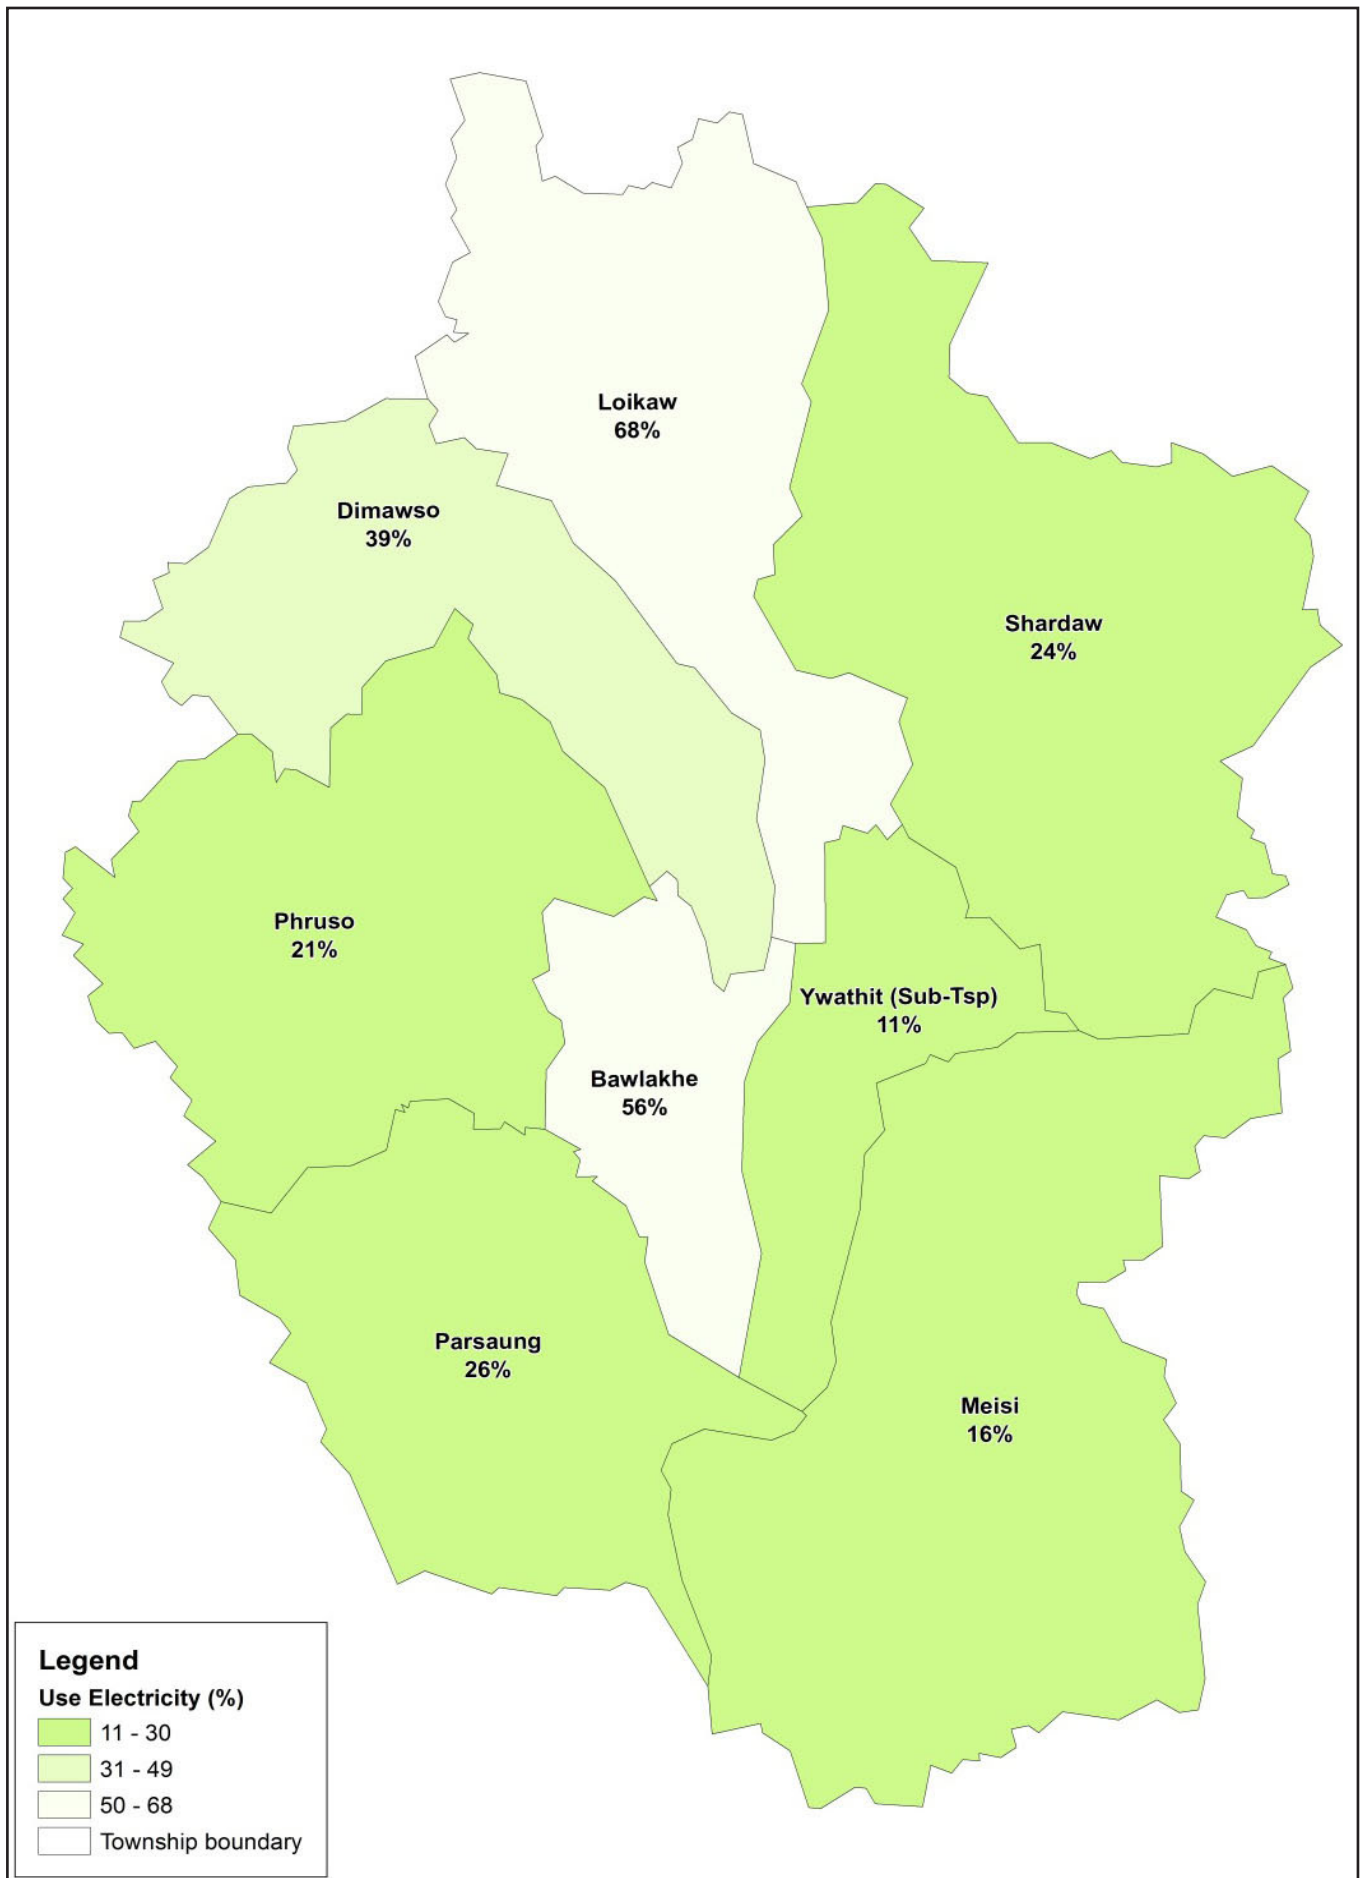 Loikaw
68%
Dimawso
39%
Shardaw
24%
Phruso
21%
Ywathit (Sub-Tsp)
11%
Bawlakhe
56%
Parsaung
26%
Meisi
16%
Legend
Use Electricity (%)
11 - 30
31 - 49
50 - 68
Township boundary